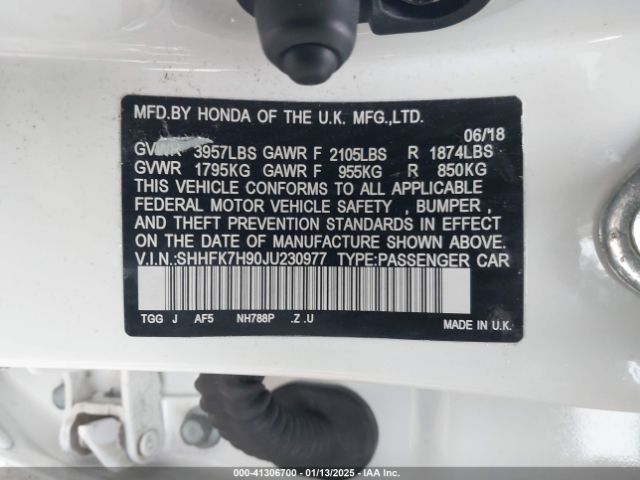 MFD.BY HONDA OF THE U.K. MFG.,LTD.
06/18
GVWR 3957LBS GAWR F 2105LBS R 1874LBS
GVWR 1795KG GAWR F 955KG R 850KG
THIS VEHICLE CONFORMS TO ALL APPLICABLE
FEDERAL MOTOR VEHICLE SAFETY , BUMPER ,
AND THEFT PREVENTION STANDARDS IN EFFECT
ON THE DATE OF MANUFACTURE SHOWN ABOVE.
V.I.N.:SHHFK7H90JU230977 TYPE:PASSENGER CAR
TGG J AF5 NH788P .Z .U
MADE IN U.K.
000-41306700 / 01/13/2025 - IAA Inc.